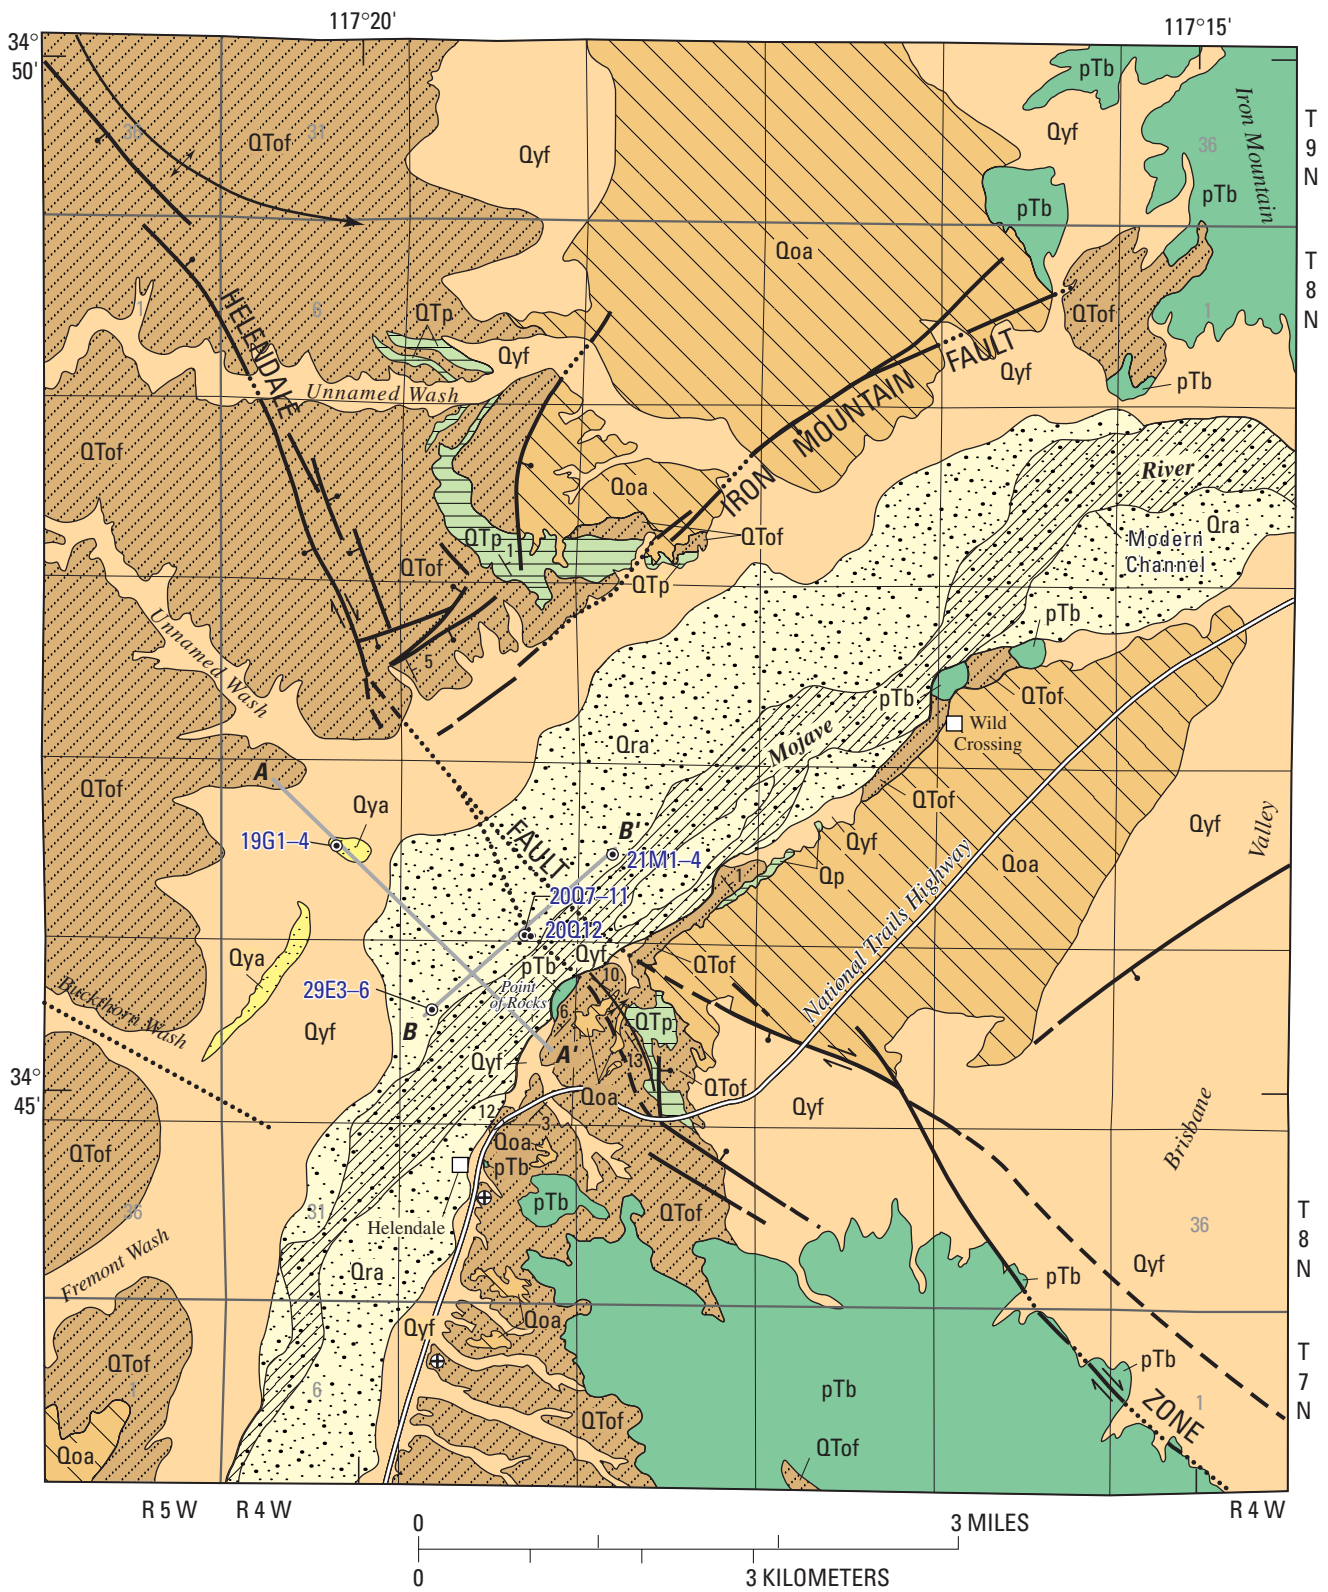 117°20'
117°15'
34°
50'
pTb
Iron Mountain
T
9
N
36
31
QTof
Qyf
Qyf
36
pTb
pTb
T
8
N
Qoa
1
HELENDALE
6
QTp
QTof
1
Qyf
FAULT
Qyf
pTb
Unnamed Wash
MOUNTAIN
QTof
River
IRON
Qoa
Qra
QTp
1
QTof
Modern
Channel
QTof
QTp
pTb
Unnamed Wash
5
QTof
pTb
Wild
Crossing
Qra
Mojave
A
QTof
QTof
Qya
Valley
FAULT
B'
Qyf
Qyf
19G1–4
21M1–4
Qoa
Qp
1
20Q7–11
20Q12
National Trails Highway
Qya
Qyf
QTof
pTb
10
Buckthorn Wash
29E3–6
Point
of Rocks
6
QTp
B
Qyf
A'
13
Qyf
34°
45'
QTof
Qoa
Qyf
12
3
Brisbane
Qoa
QTof
pTb
36
31
pTb
QTof
36
T
8
N
Helendale
Fremont Wash
Qyf
pTb
Qra
Qoa
Qyf
QTof
pTb
T
7
N
1
6
pTb
1
ZONE
QTof
Qoa
QTof
R 5 W
R 4 W
R 4 W
0
3 MILES
0
3 KILOMETERS